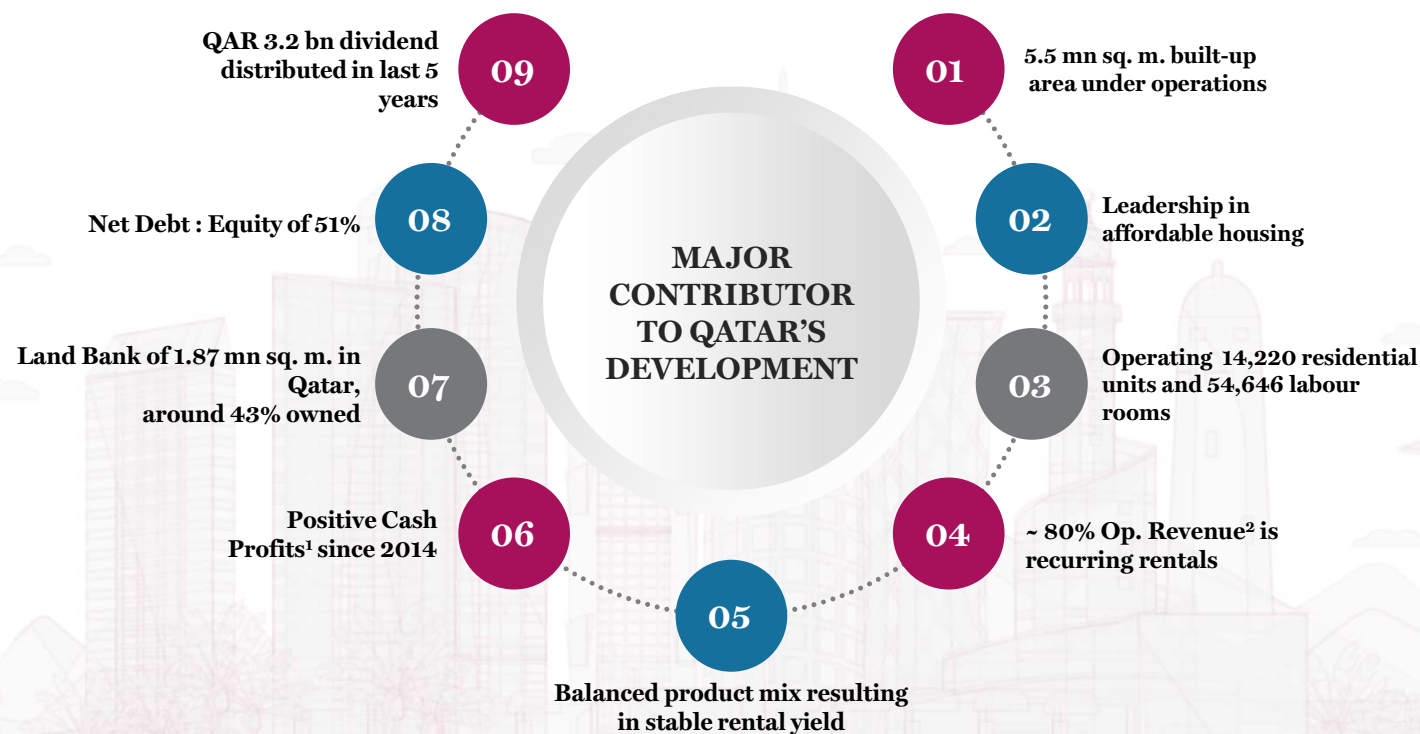 MAJOR
CONTRIBUTOR
TO QATAR’S
DEVELOPMENT
01
5.5 mn sq. m. built-up
area under operations
02
Leadership in
affordable housing
03
Operating 14,220 residential
units and 54,646 labour
rooms
04
~ 80% Op. Revenue² is
recurring rentals
05
Balanced product mix resulting
in stable rental yield
06
Positive Cash
Profits¹ since 2014
07
Land Bank of 1.87 mn sq. m. in
Qatar,
around 43% owned
08
Net Debt : Equity of 51%
09
QAR 3.2 bn dividend
distributed in last 5
years